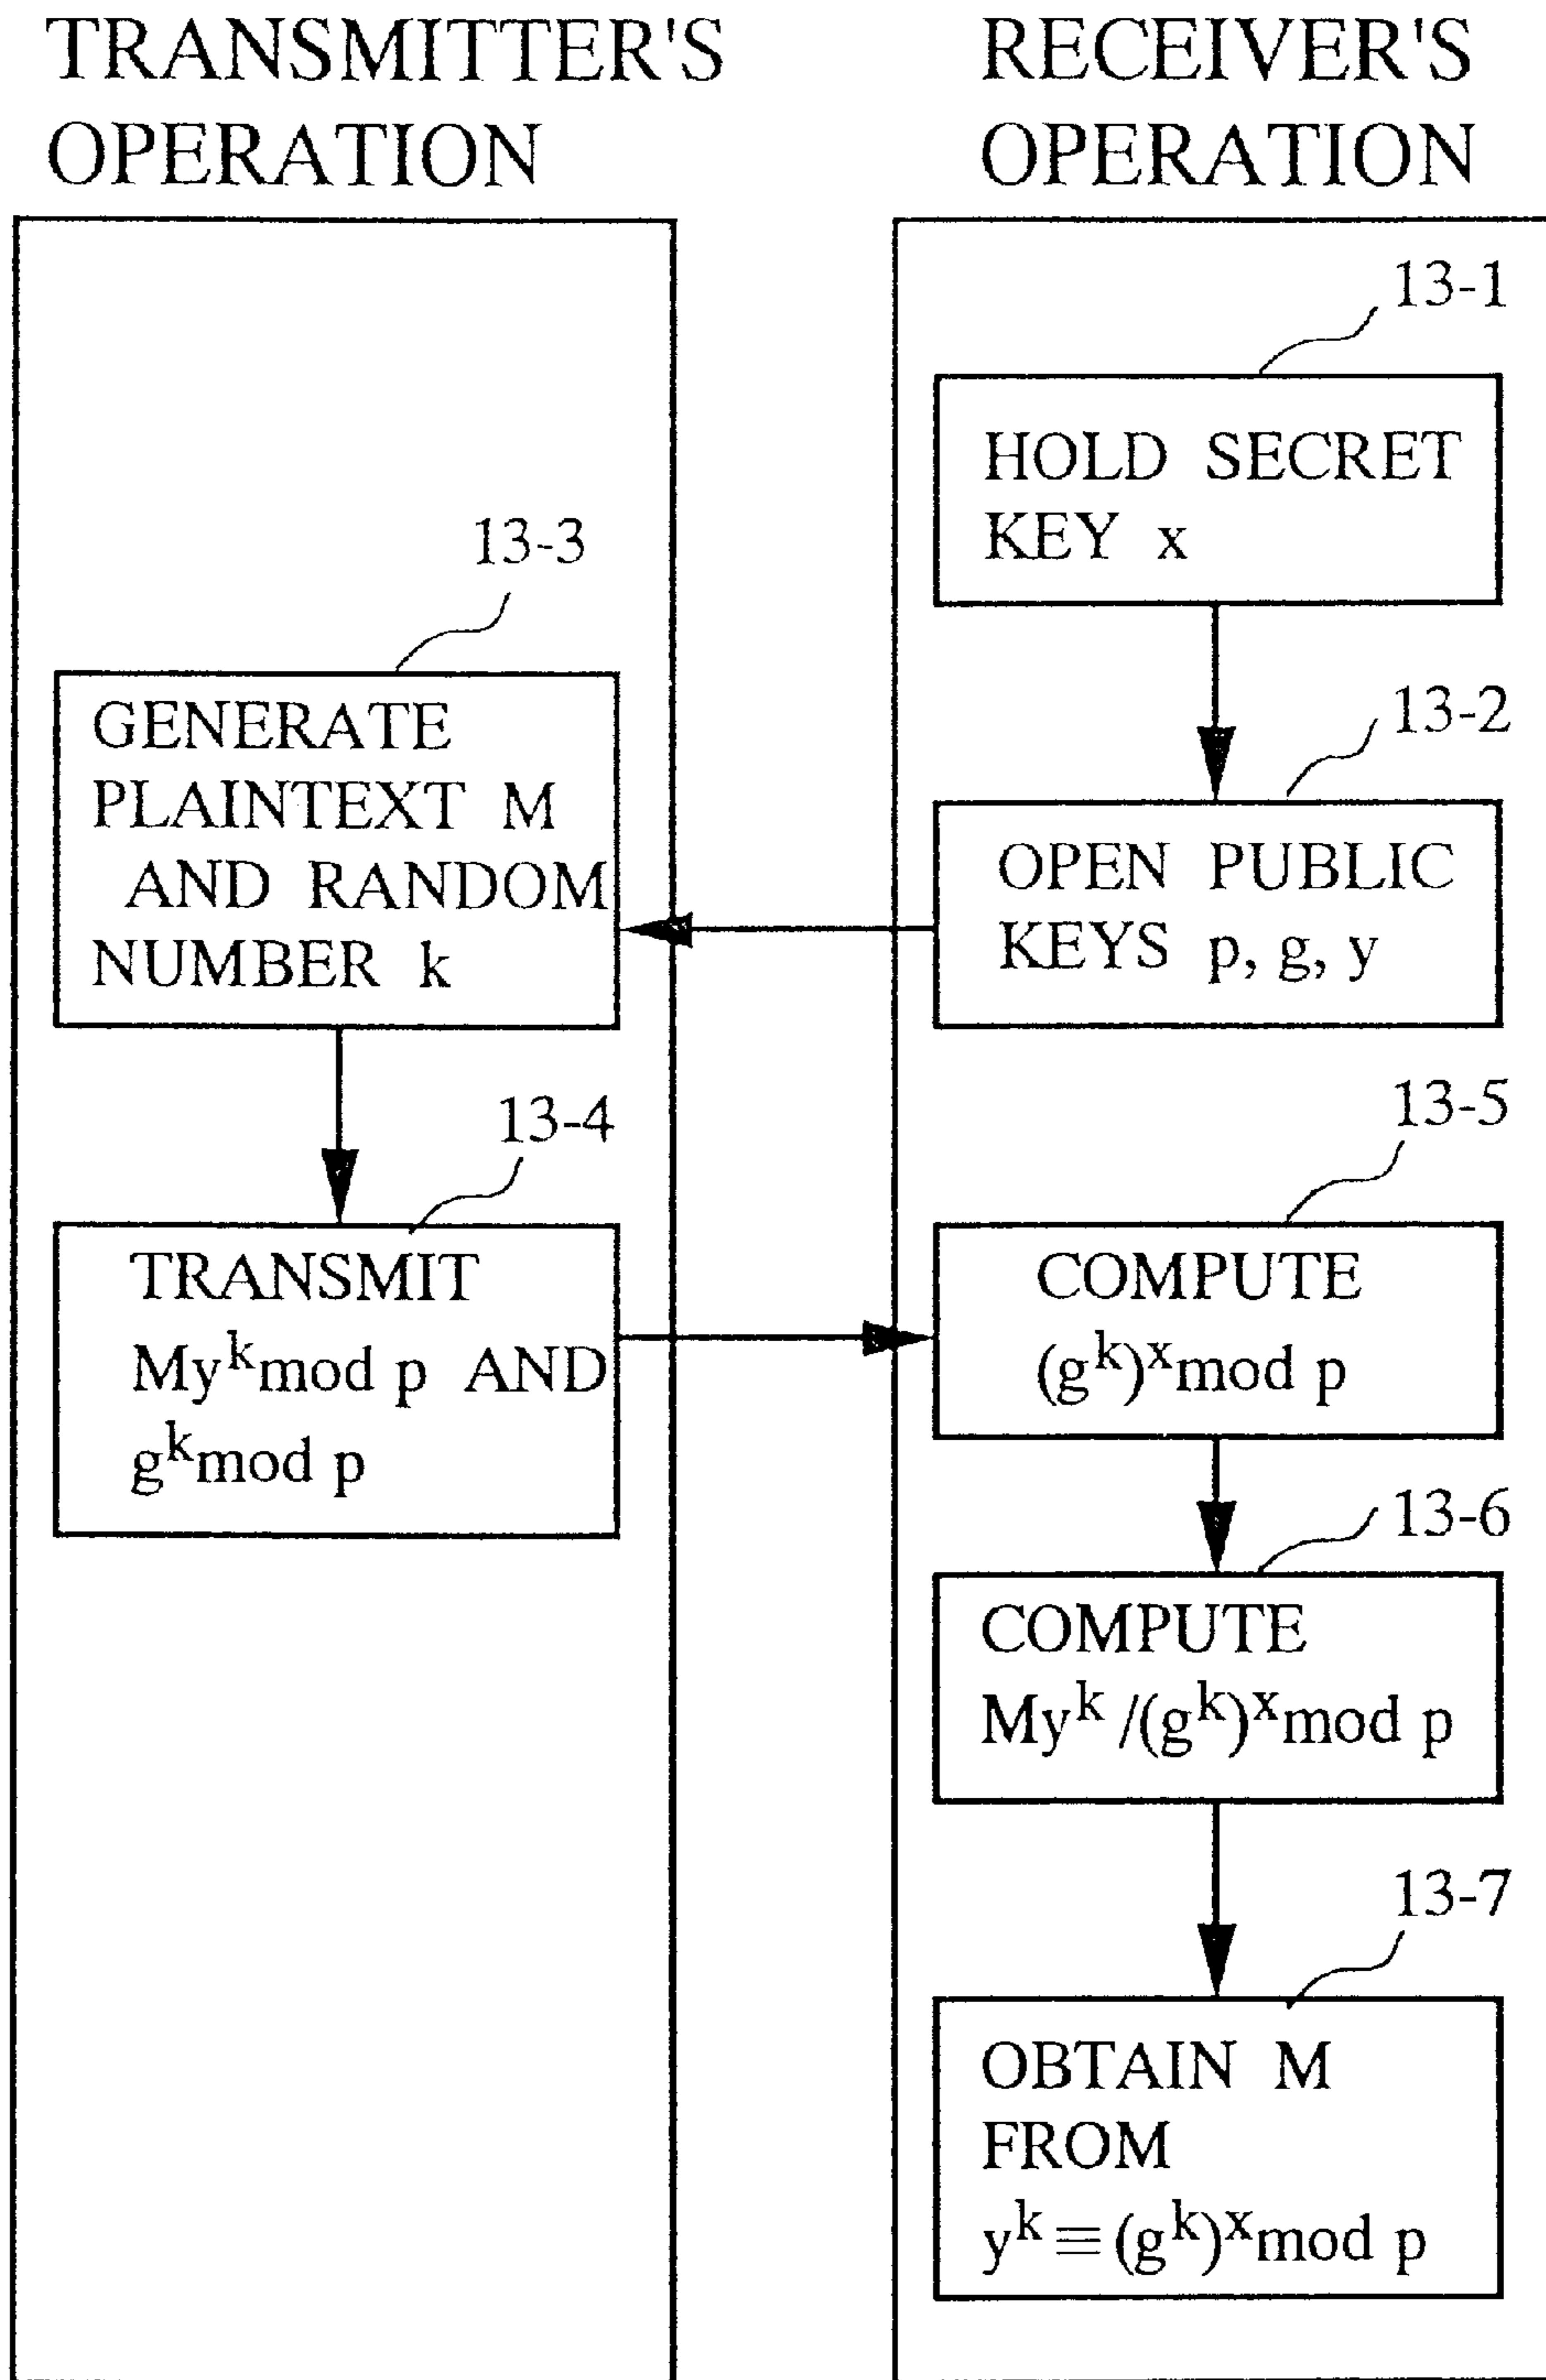 TRANSMITTER'S
OPERATION
RECEIVER'S
OPERATION
13-1
HOLD SECRET
KEY x
13-2
OPEN PUBLIC
KEYS p, g, y
13-3
GENERATE
PLAINTEXT M
AND RANDOM
NUMBER k
13-4
TRANSMIT
My^k mod p AND
g^k mod p
13-5
COMPUTE
(g^k)^x mod p
13-6
COMPUTE
My^k /(g^k)^x mod p
13-7
OBTAIN M
FROM
y^k ≡ (g^k)^x mod p